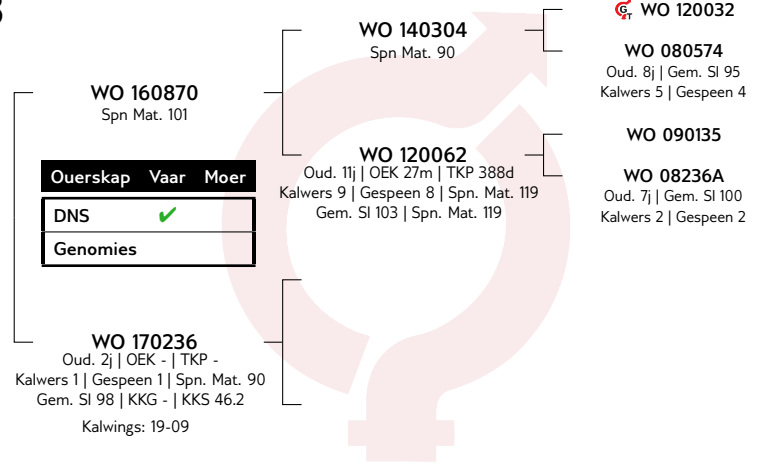 WO 160870
Spn Mat. 101
Ouerskap Vaar Moer
DNS ✔
Genomies
WO 170236
Oud. 2j | OEK - | TKP -
Kalwers 1 | Gespeen 1 | Spn. Mat. 90
Gem. SI 98 | KKG - | KKS 46.2
Kalwings: 19-09
WO 140304
Spn Mat. 90
WO 120062
Oud. 11j | OEK 27m | TKP 388d
Kalwers 9 | Gespeen 8 | Spn. Mat. 119
Gem. SI 103 | Spn. Mat. 119
GT WO 120032
WO 080574
Oud. 8j | Gem. SI 95
Kalwers 5 | Gespeen 4
WO 090135
WO 08236A
Oud. 7j | Gem. SI 100
Kalwers 2 | Gespeen 2